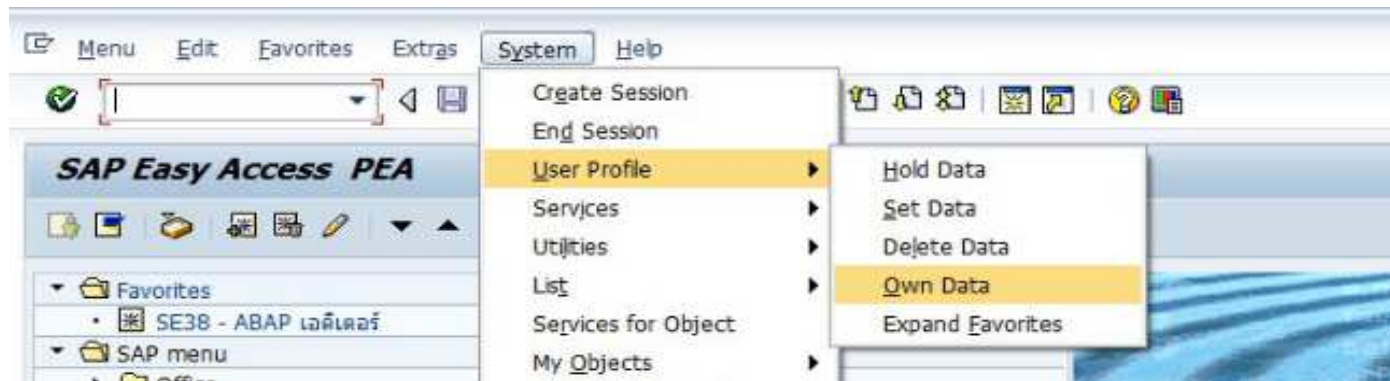 Menu Edit Favorites Extras System Help
SAP Easy Access PEA
Create Session
End Session
User Profile
Services
Utilities
List
Services for Object
My Objects
Hold Data
Set Data
Delete Data
Own Data
Expand Favorites
Favorites
SE38 - ABAP เอดิเตอร์
SAP menu
Office